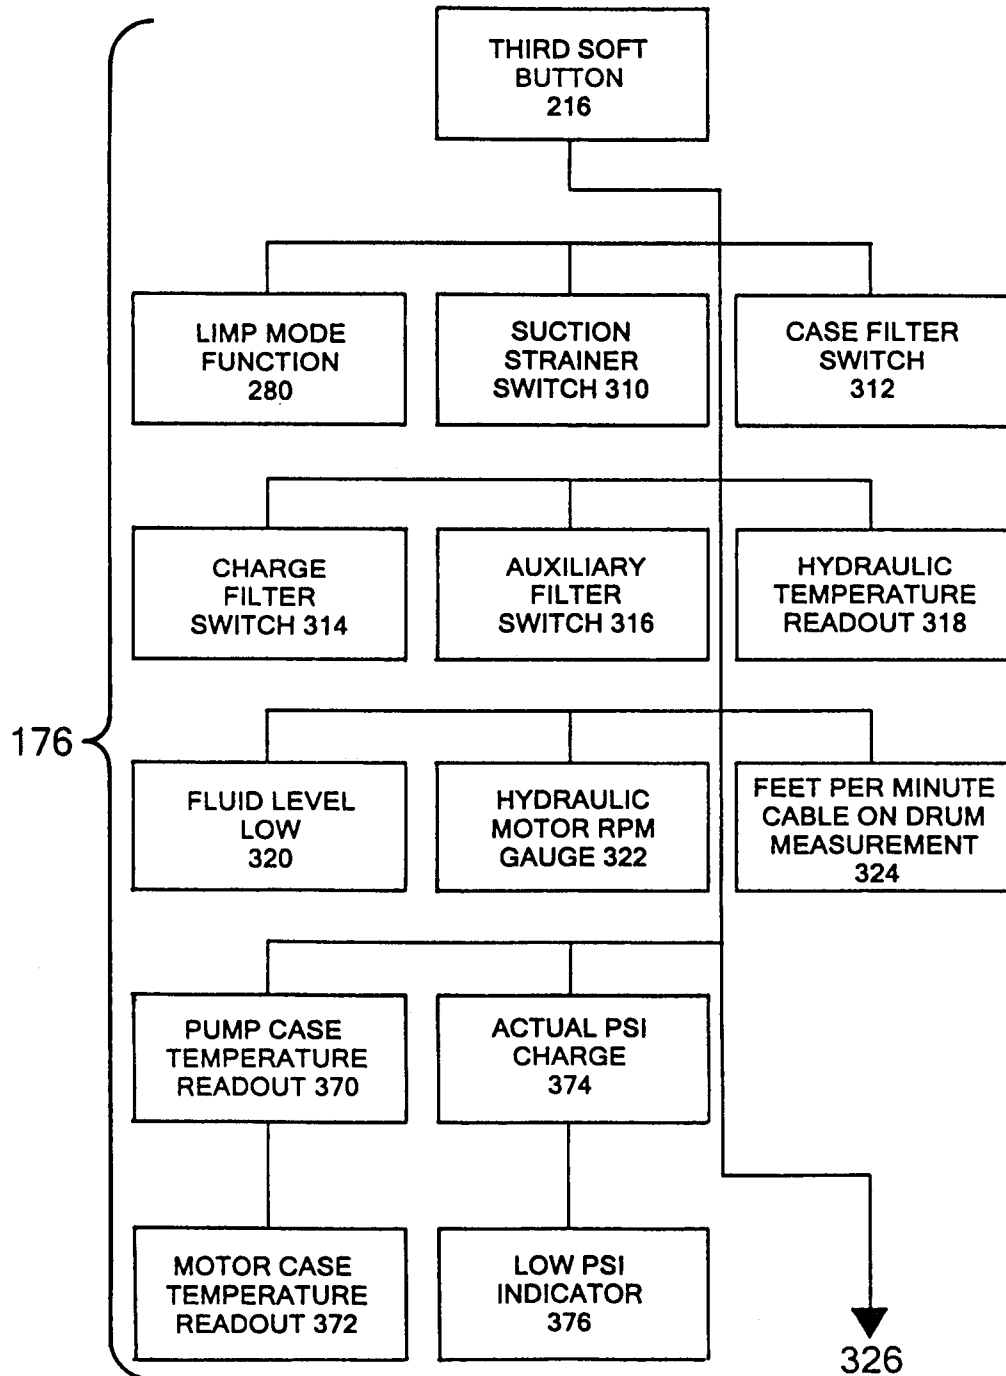 THIRD SOFT
BUTTON
216
LIMP MODE
FUNCTION
280
SUCTION
STRAINER
SWITCH 310
CASE FILTER
SWITCH
312
CHARGE
FILTER
SWITCH 314
AUXILIARY
FILTER
SWITCH 316
HYDRAULIC
TEMPERATURE
READOUT 318
176
FLUID LEVEL
LOW
320
HYDRAULIC
MOTOR RPM
GAUGE 322
FEET PER MINUTE
CABLE ON DRUM
MEASUREMENT
324
PUMP CASE
TEMPERATURE
READOUT 370
ACTUAL PSI
CHARGE
374
MOTOR CASE
TEMPERATURE
READOUT 372
LOW PSI
INDICATOR
376
326